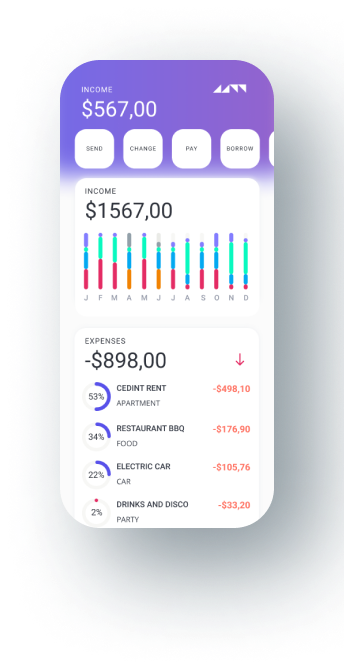 INCOME
$567,00
SEND CHANGE PAY BORROW
INCOME
$1567,00
J F M A M J J A S O N D
EXPENSES
-$898,00
53% CEDINT RENT -$498,10
APARTMENT
34% RESTAURANT BBQ -$176,90
FOOD
22% ELECTRIC CAR -$105,76
CAR
2% DRINKS AND DISCO -$33,20
PARTY